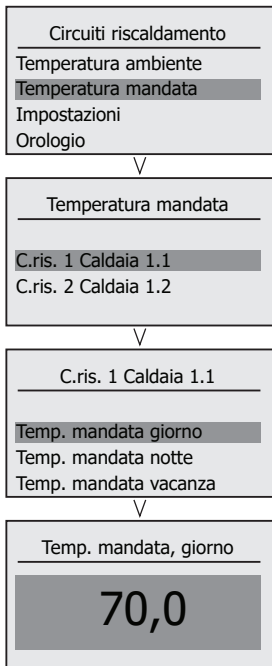 Circuiti riscaldamento
Temperatura ambiente
Temperatura mandata
Impostazioni
Orologio
Temperatura mandata
C.ris. 1 Caldaia 1.1
C.ris. 2 Caldaia 1.2
C.ris. 1 Caldaia 1.1
Temp. mandata giorno
Temp. mandata notte
Temp. mandata vacanza
Temp. mandata, giorno
70,0